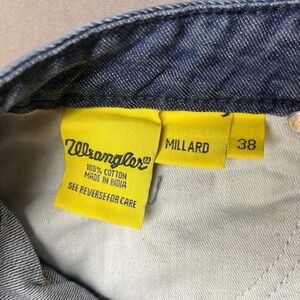 Wrangler®
100% COTTON
MADE IN INDIA
SEE REVERSE FOR CARE
MILLARD
38